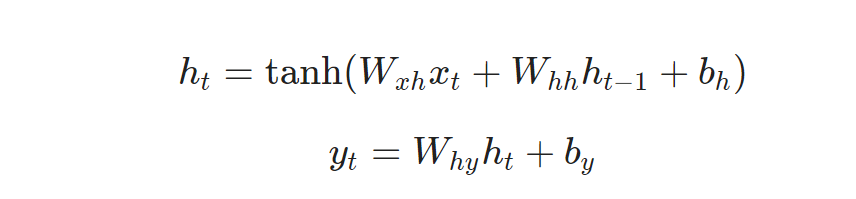 h_t = tanh(W_{xh}x_t + W_{hh}h_{t−1} + b_h)
y_t = W_{hy}h_t + b_y